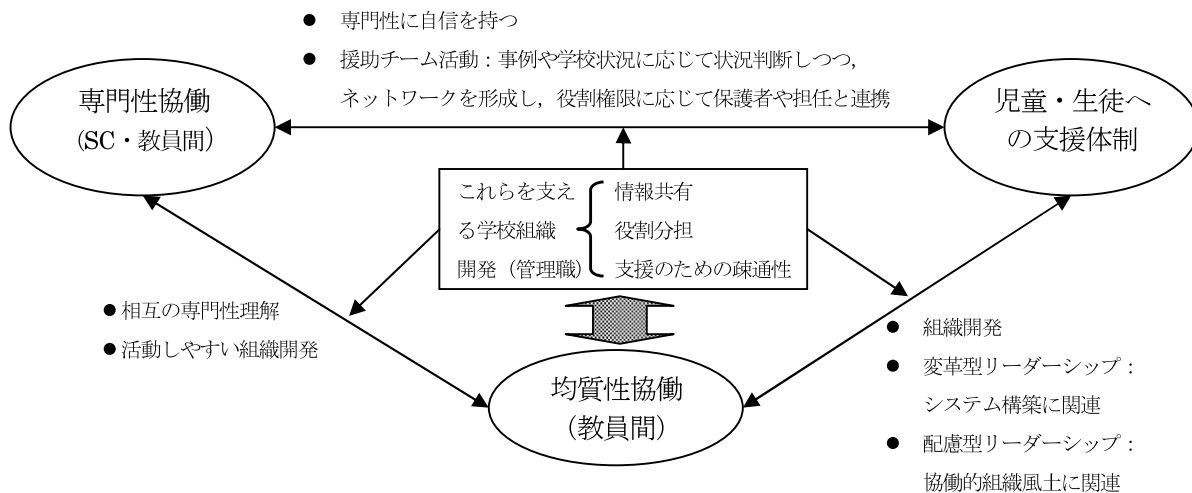 ● 専門性に自信を持つ
● 援助チーム活動：事例や学校状況に応じて状況判断しつつ，
ネットワークを形成し，役割権限に応じて保護者や担任と連携
専門性協働
（SC・教員間）
児童・生徒へ
の支援体制
これらを支え
る学校組織
開発（管理職）
情報共有
役割分担
支援のための疎通性
● 相互の専門性理解
● 活動しやすい組織開発
均質性協働
（教員間）
● 組織開発
● 変革型リーダーシップ：
システム構築に関連
● 配慮型リーダーシップ：
協働的組織風土に関連